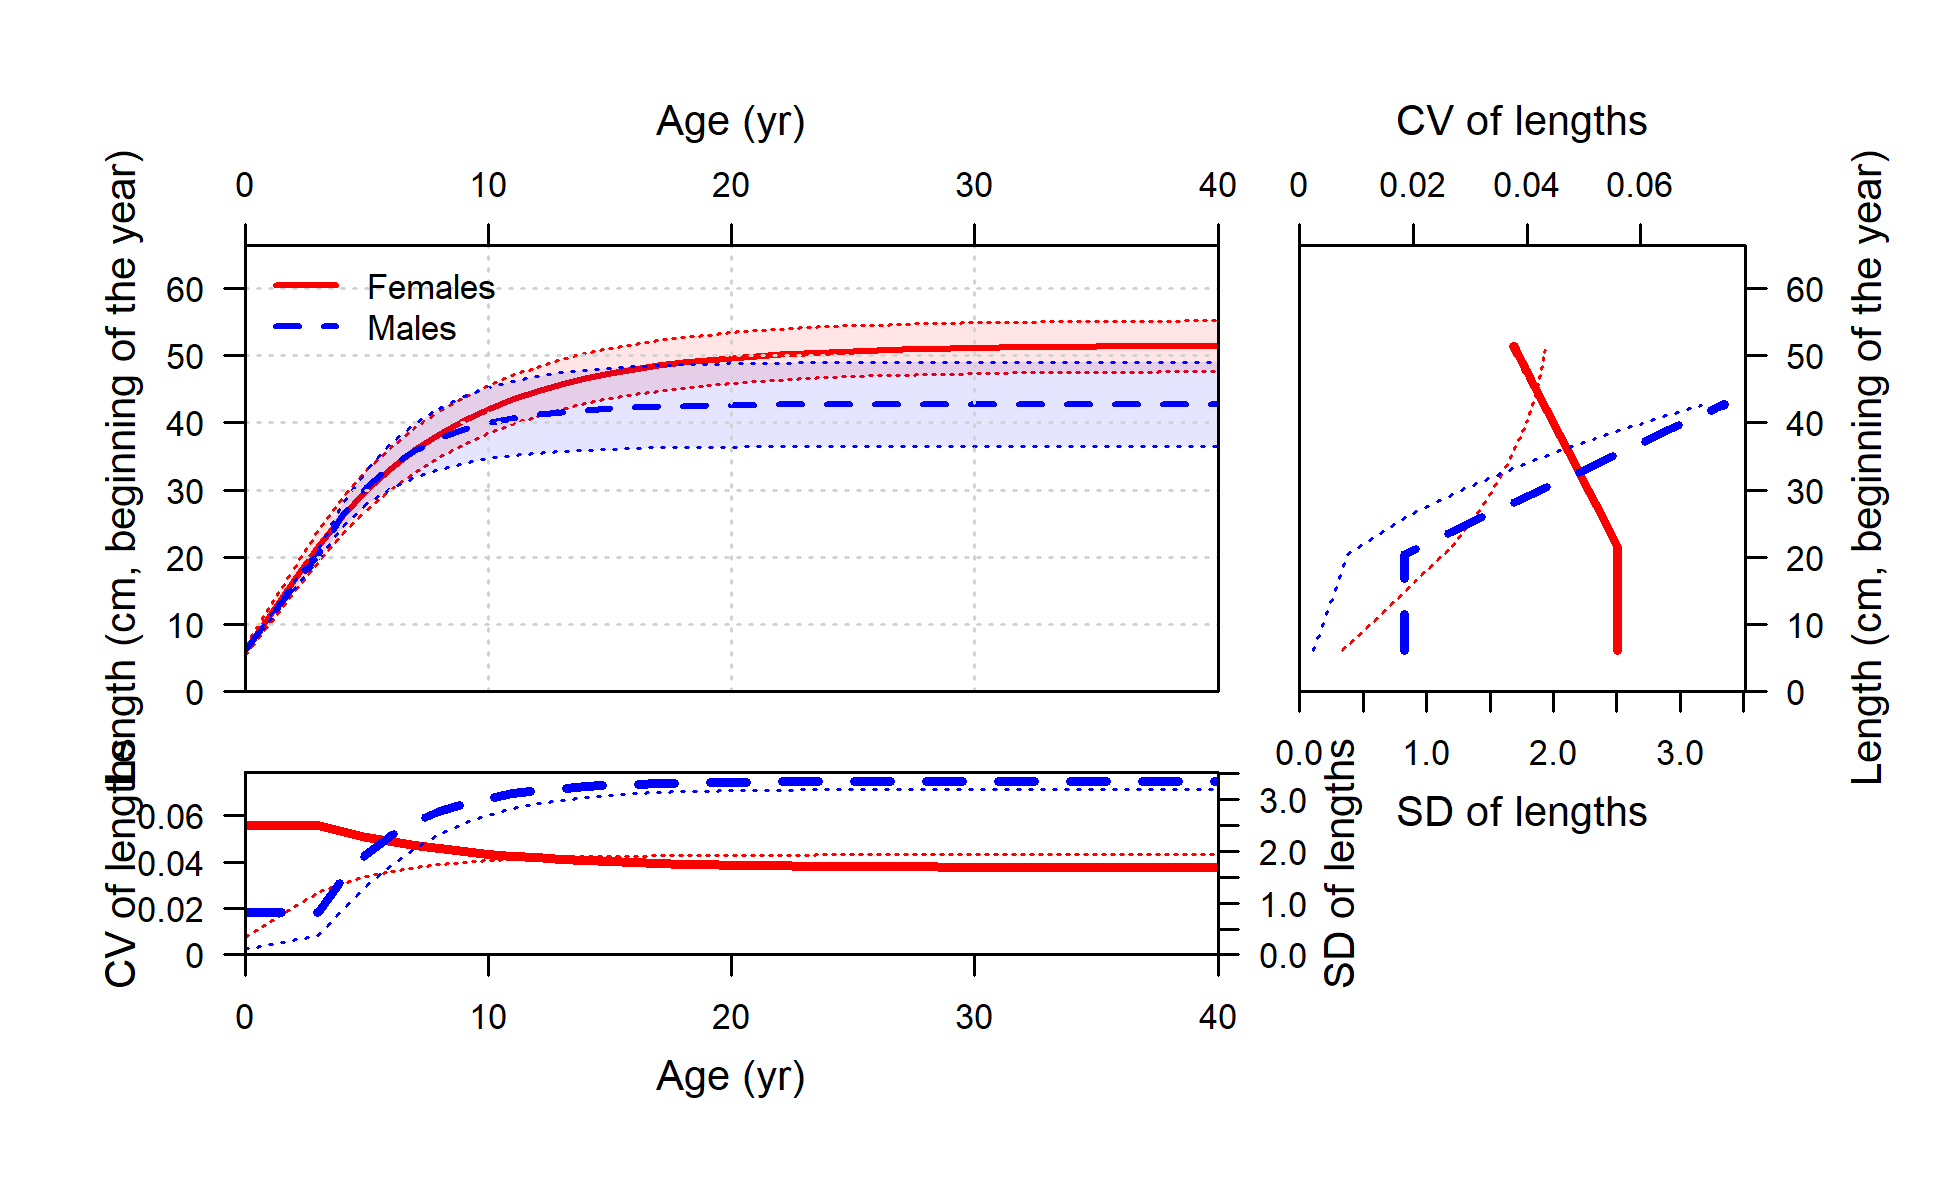 Age (yr)
CV of lengths
0 10 20 30 40
0 0.02 0.04 0.06
Length (cm, beginning of the year)
60
50
40
30
20
10
0
Females
Males
60
50
40
30
20
10
0
Length (cm, beginning of the year)
0.0 1.0 2.0 3.0
SD of lengths
CV of lengths
0.06
0.04
0.02
0
3.0
2.0
1.0
0.0
SD of lengths
0 10 20 30 40
Age (yr)